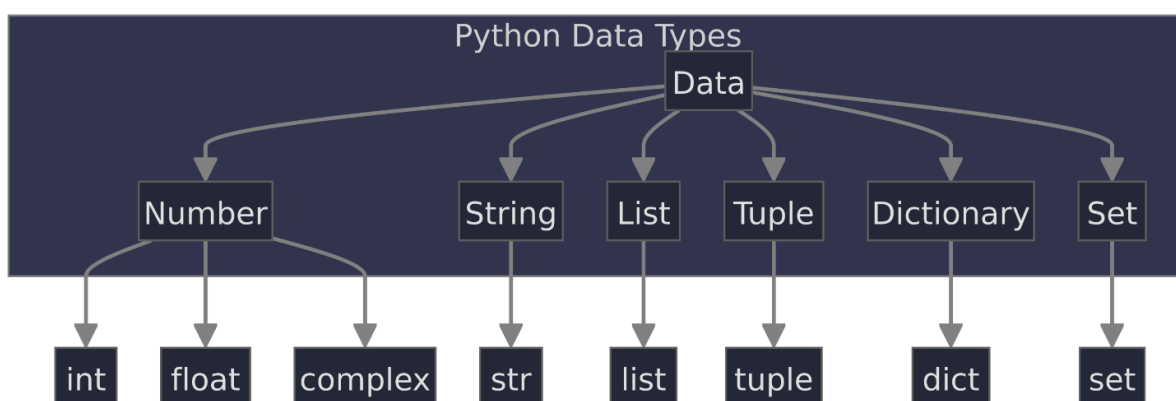 Python Data Types
Data
Number String List Tuple Dictionary Set
int float complex str list tuple dict set